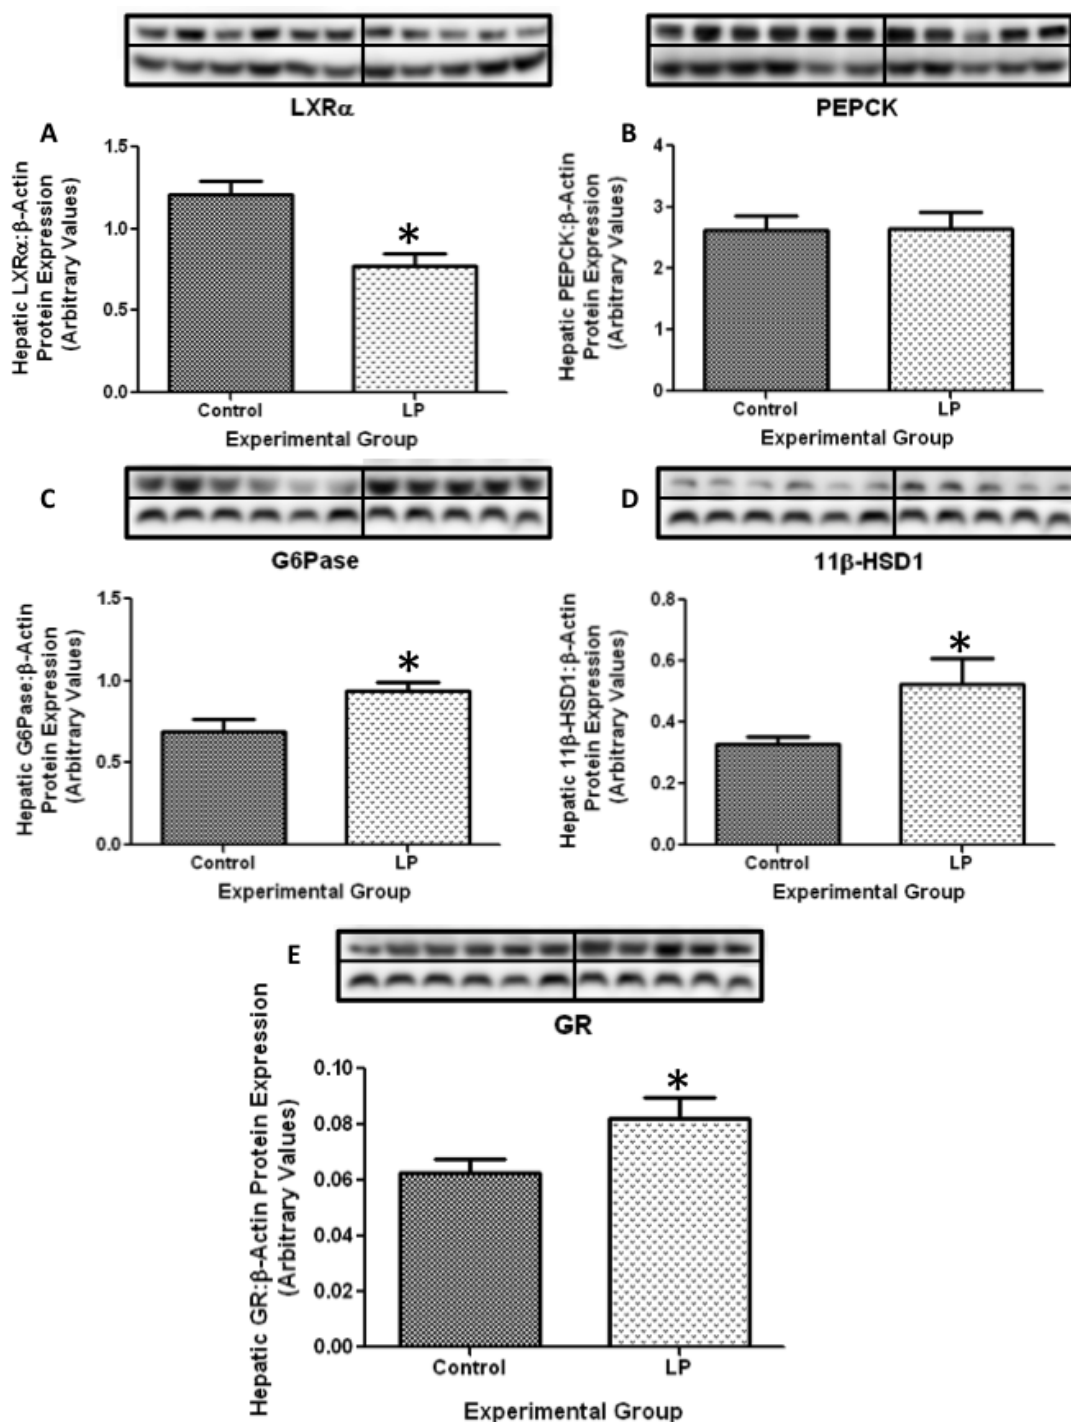 LXRα
PEPCK
A
Hepatic LXRα:β-Actin
Protein Expression
(Arbitrary Values)
1.5
1.0
0.5
0.0
Control
LP
Experimental Group
*
B
Hepatic PEPCK:β-Actin
Protein Expression
(Arbitrary Values)
4
3
2
1
0
Control
LP
Experimental Group
C
G6Pase
Hepatic G6Pase:β-Actin
Protein Expression
(Arbitrary Values)
1.5
1.0
0.5
0.0
Control
LP
Experimental Group
*
D
11β-HSD1
Hepatic 11β-HSD1:β-Actin
Protein Expression
(Arbitrary Values)
0.8
0.6
0.4
0.2
0.0
Control
LP
Experimental Group
*
E
GR
Hepatic GR:β-Actin Protein Expression
(Arbitrary Values)
0.10
0.08
0.06
0.04
0.02
0.00
Control
LP
Experimental Group
*